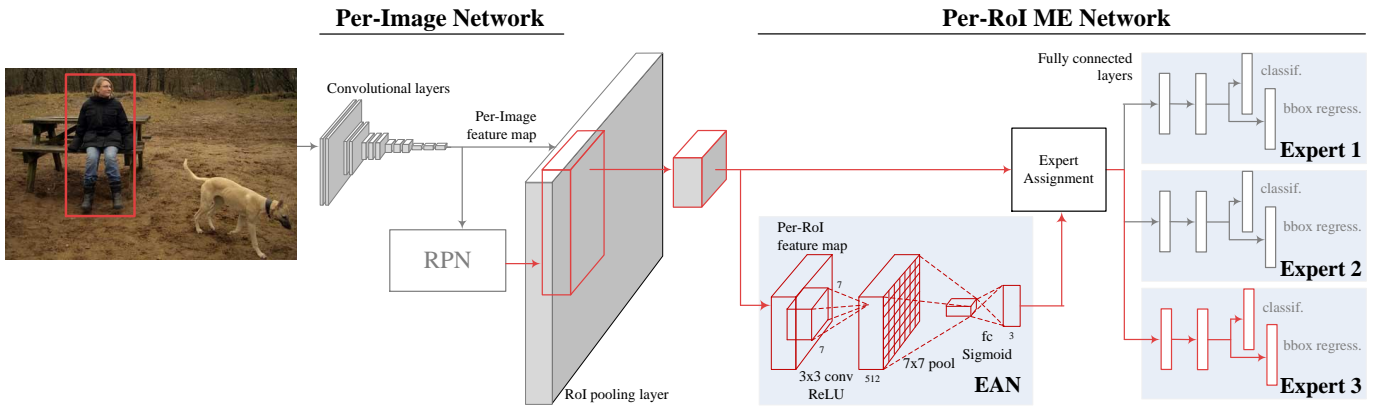 Per-Image Network
Per-RoI ME Network
Convolutional layers
Per-Image
feature map
RPN
RoI pooling layer
Per-RoI
feature map
7
7
3x3 conv
ReLU
512
7x7 pool
fc
Sigmoid
3
EAN
Expert
Assignment
Fully connected
layers
classif.
bbox regress.
Expert 1
classif.
bbox regress.
Expert 2
classif.
bbox regress.
Expert 3